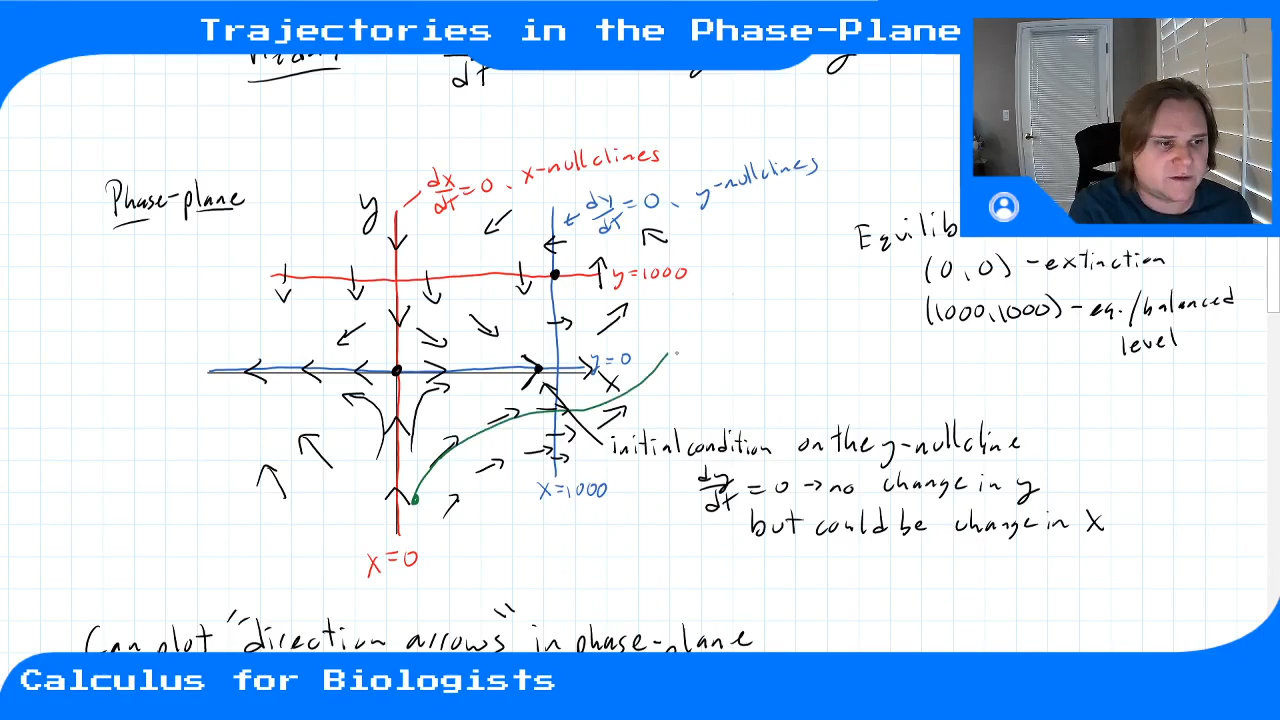 Trajectories in the Phase-Plane
dt
Phase-plane
y
dx/dt = 0, x-nullclines
dy/dt = 0, y-nullclines
y=1000
y=0
x
x=1000
x=0
Equilib
(0,0) - extinction
(1000,1000) - eq./balanced
level
initial condition on the y-nullcline
dy/dt = 0 → no change in y
but could be change in x
Can plot "direction arrows" in phase-plane
Calculus for Biologists